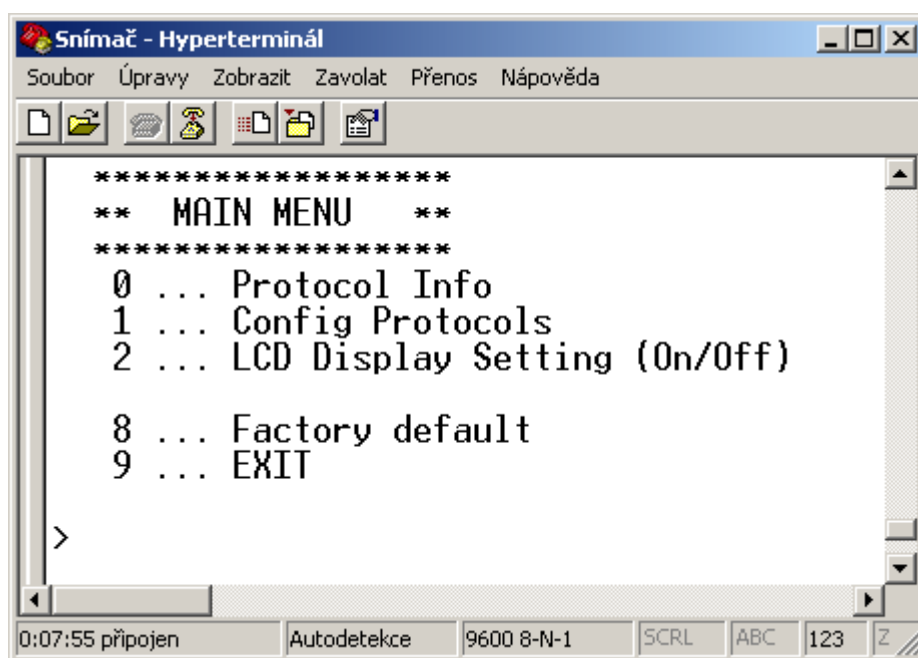 Snímač - Hyperterminál
Soubor Úpravy Zobrazit Zavolat Přenos Nápověda
******************
** MAIN MENU **
******************
0 ... Protocol Info
1 ... Config Protocols
2 ... LCD Display Setting (On/Off)
8 ... Factory default
9 ... EXIT
>
0:07:55 připojen Autodetekce 9600 8-N-1 SCRL ABC 123 Z